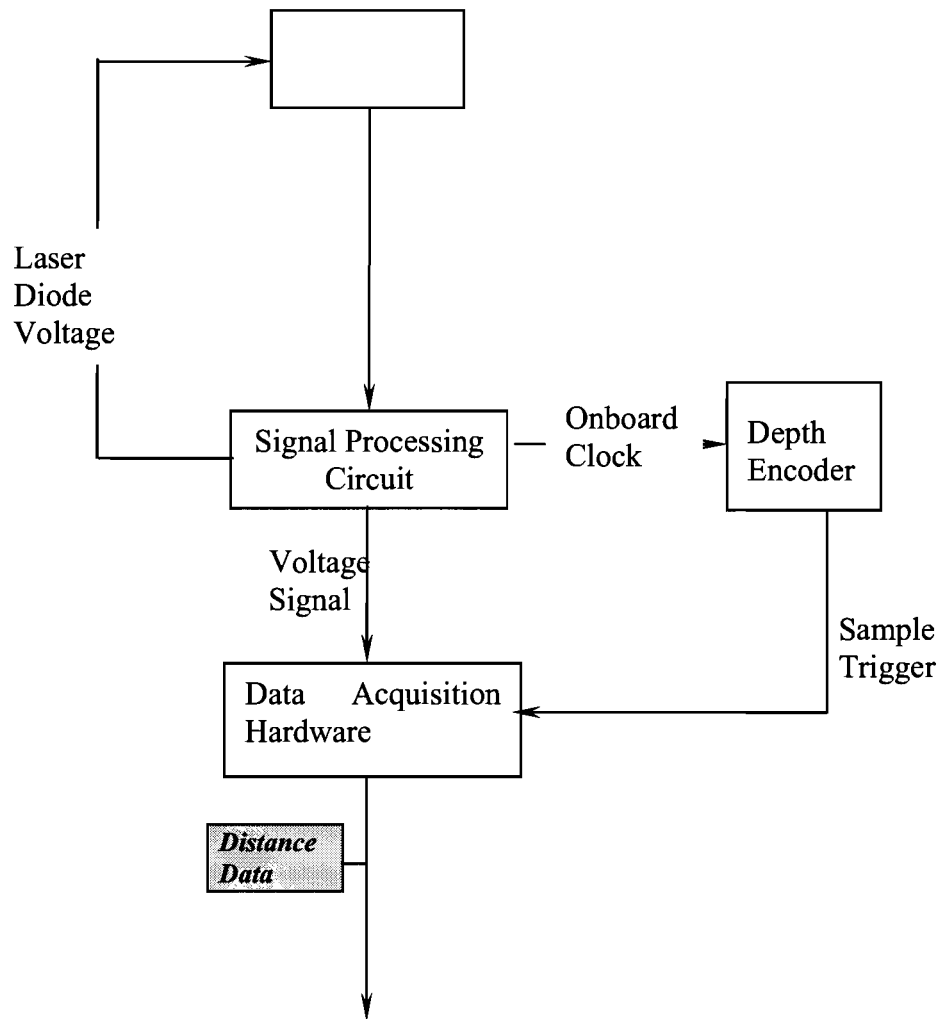 Laser
Diode
Voltage
Signal Processing
Circuit
Onboard
Clock
Depth
Encoder
Voltage
Signal
Sample
Trigger
Data Acquisition
Hardware
Distance
Data